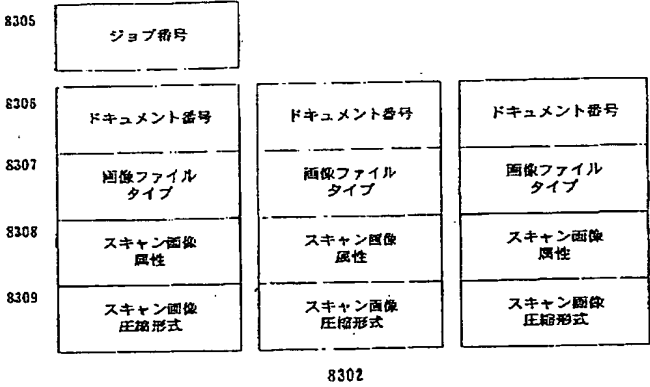 8305
ジョブ番号
8306
ドキュメント番号 ドキュメント番号 ドキュメント番号
8307
画像ファイル 画像ファイル 画像ファイル
タイプ タイプ タイプ
8308
スキャン画像 スキャン画像 スキャン画像
属性 属性 属性
8309
スキャン画像 スキャン画像 スキャン画像
圧縮形式 圧縮形式 圧縮形式
8302